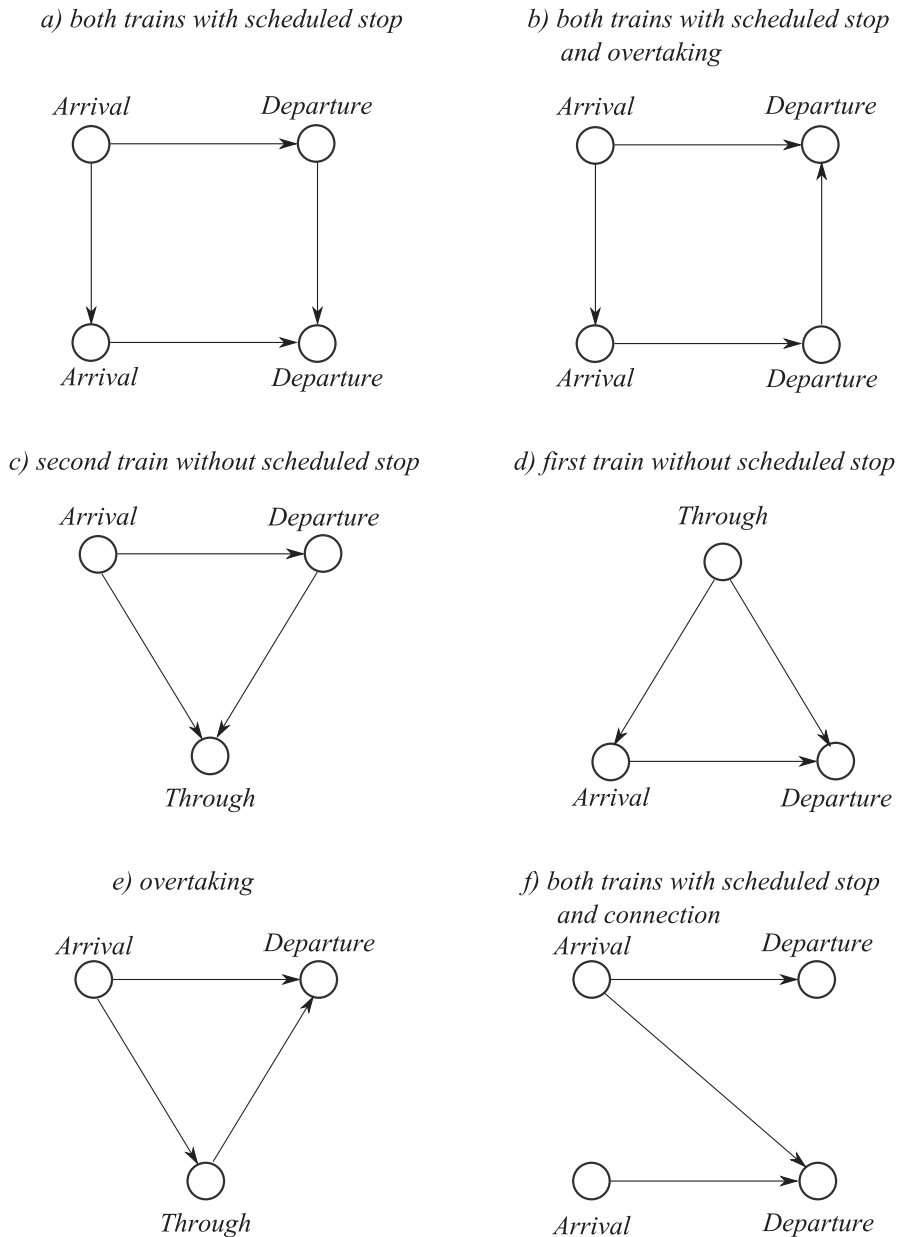 a) both trains with scheduled stop
Arrival
Departure
Arrival
Departure
b) both trains with scheduled stop
and overtaking
Arrival
Departure
Arrival
Departure
c) second train without scheduled stop
Arrival
Departure
Through
d) first train without scheduled stop
Through
Arrival
Departure
e) overtaking
Arrival
Departure
Through
f) both trains with scheduled stop
and connection
Arrival
Departure
Arrival
Departure